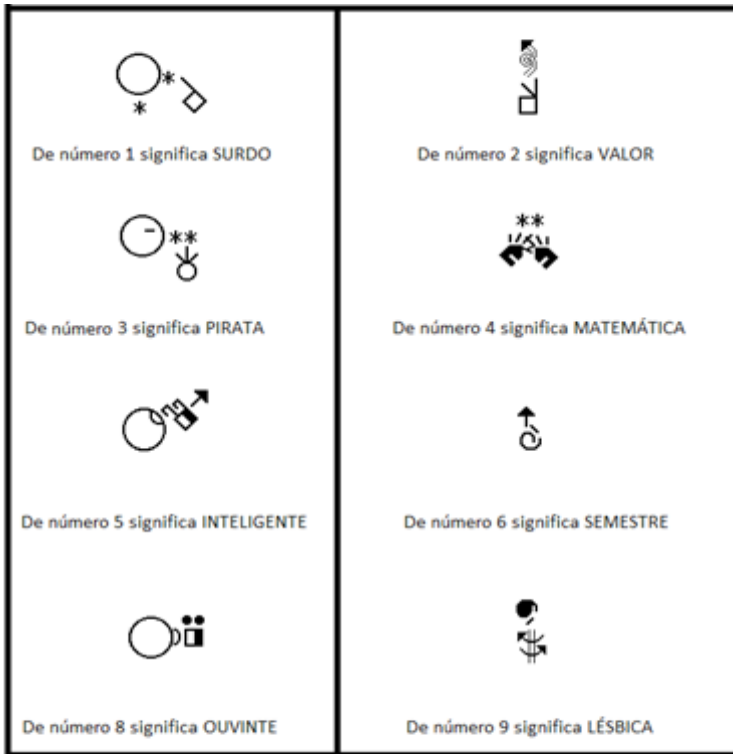 De número 1 significa SURDO
De número 2 significa VALOR
De número 3 significa PIRATA
De número 4 significa MATEMÁTICA
De número 5 significa INTELIGENTE
De número 6 significa SEMESTRE
De número 8 significa OUVINTE
De número 9 significa LÉSBICA